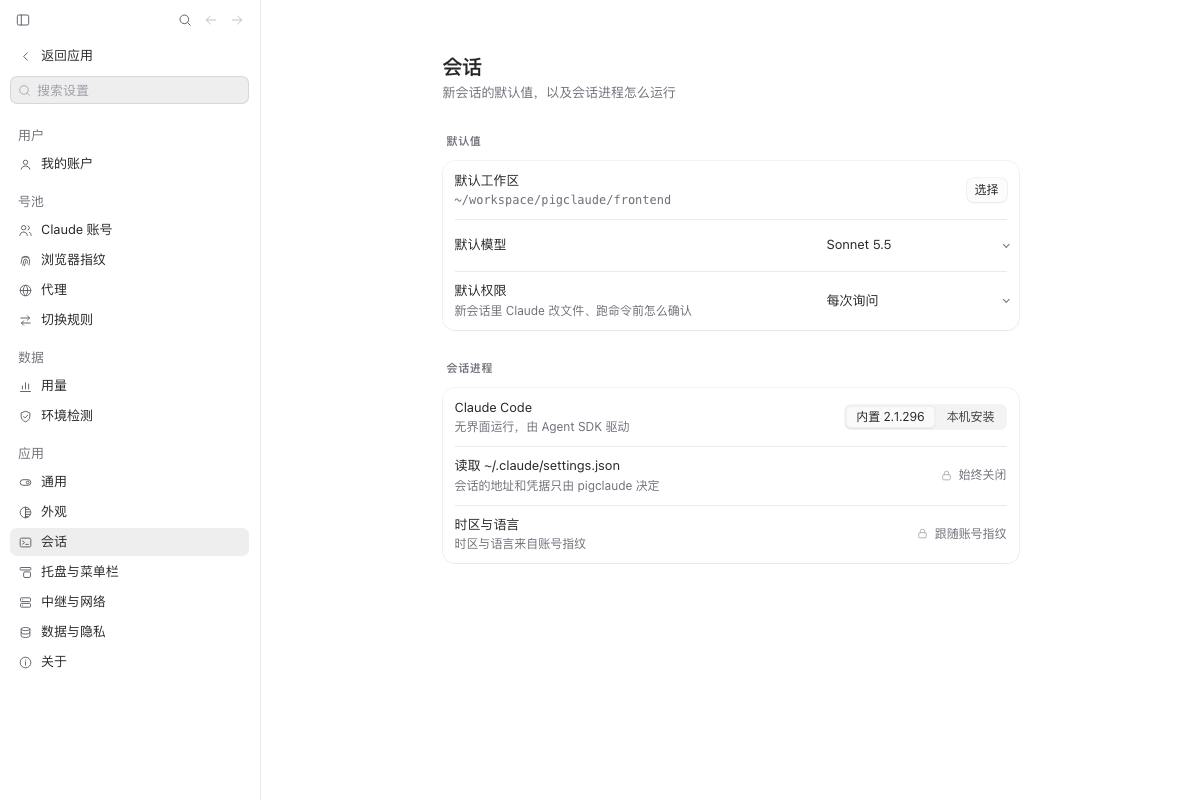 返回应用
搜索设置
用户
我的账户
号池
Claude 账号
浏览器指纹
代理
切换规则
数据
用量
环境检测
应用
通用
外观
会话
托盘与菜单栏
中继与网络
数据与隐私
关于
会话
新会话的默认值，以及会话进程怎么运行
默认值
默认工作区
~/workspace/pigclaude/frontend
选择
默认模型
Sonnet 5.5
默认权限
新会话里 Claude 改文件、跑命令前怎么确认
每次询问
会话进程
Claude Code
无界面运行，由 Agent SDK 驱动
内置 2.1.296
本机安装
读取 ~/.claude/settings.json
会话的地址和凭据只由 pigclaude 决定
始终关闭
时区与语言
时区与语言来自账号指纹
跟随账号指纹